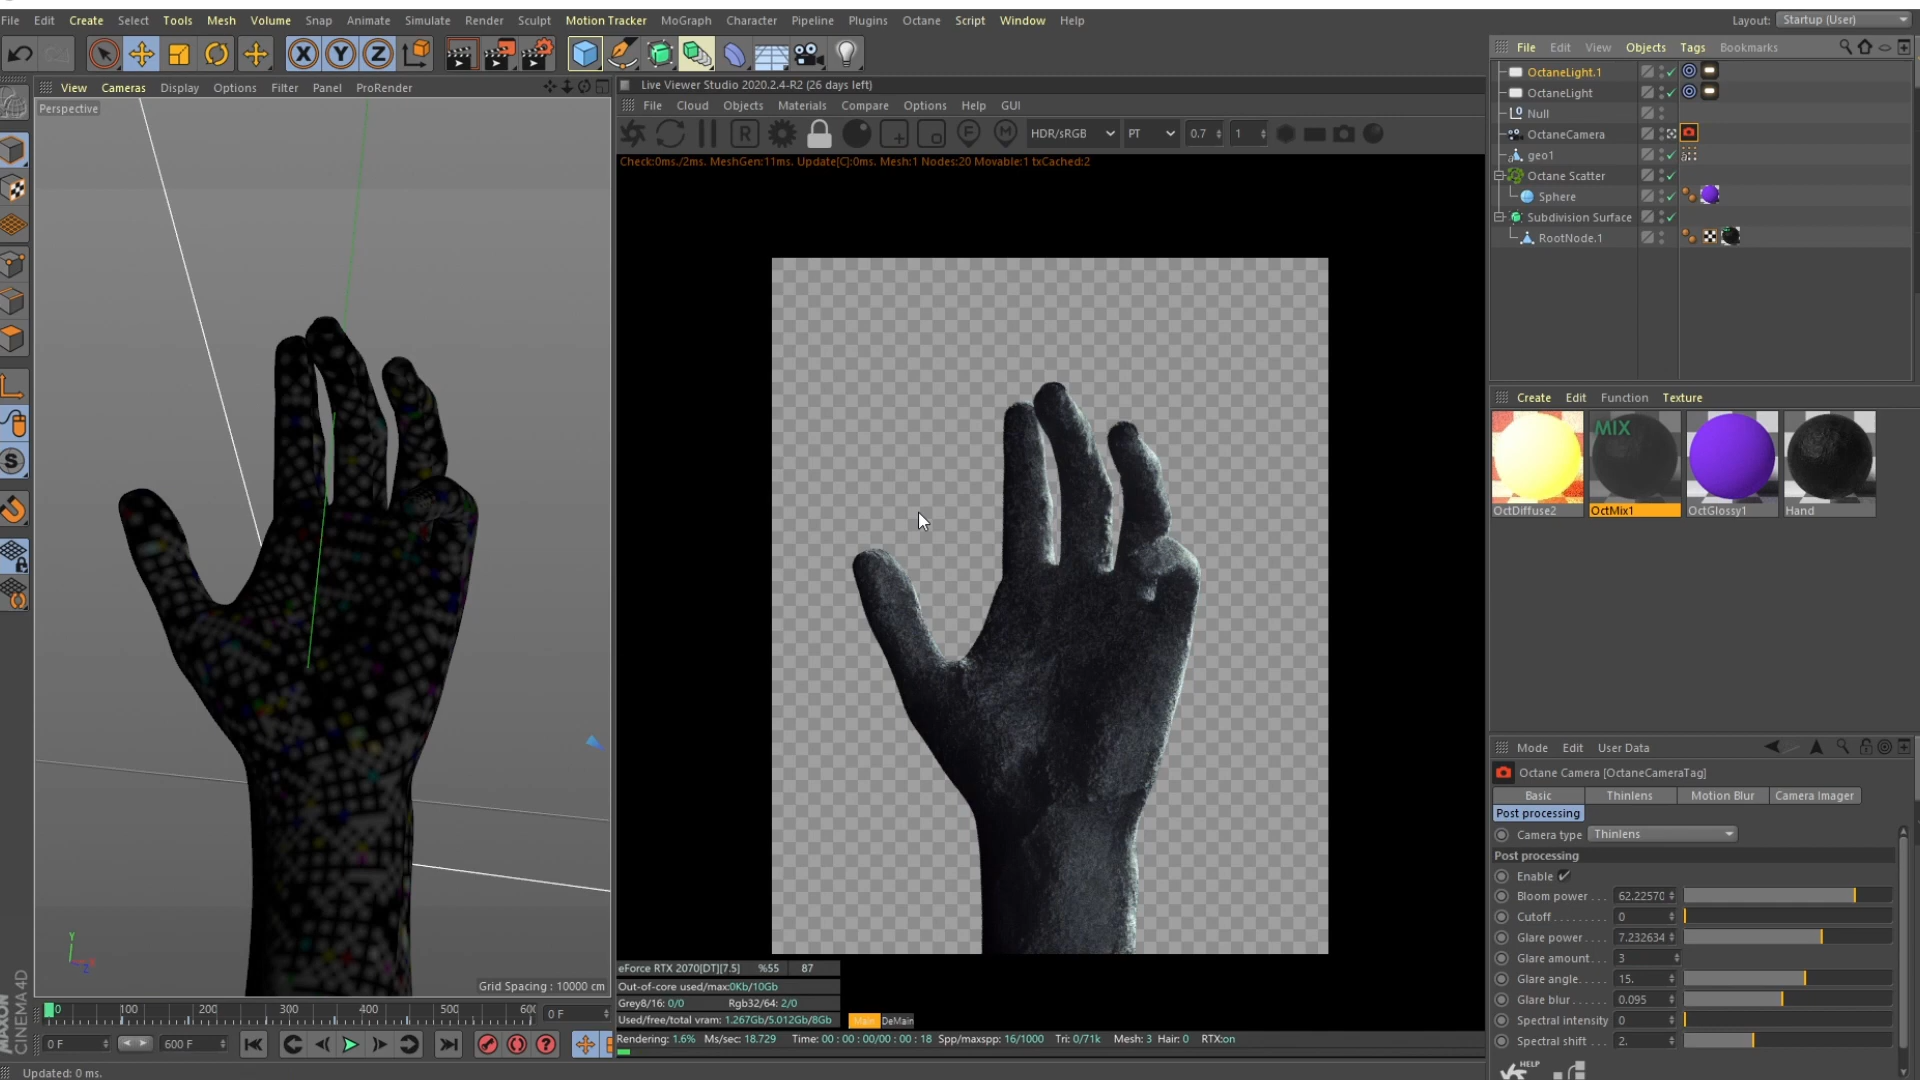 File Edit Create Select Tools Mesh Volume Snap Animate Simulate Render Sculpt Motion Tracker MoGraph Character Pipeline Plugins Octane Script Window Help
Layout: Startup (User)
X Y Z
View Cameras Display Options Filter Panel ProRender
Perspective
Grid Spacing : 10000 cm
Y
Z
S
Live Viewer Studio 2020.2.4-R2 (26 days left)
File Cloud Objects Materials Compare Options Help GUI
R F M HDR/sRGB PT 0.7 1
Check:0ms./2ms. MeshGen:11ms. Update[C]:0ms. Mesh:1 Nodes:20 Movable:1 txCached:2
eForce RTX 2070[DT][7.5] %55 87
Out-of-core used/max:0Kb/10Gb
Grey8/16: 0/0 Rgb32/64: 2/0
Used/free/total vram: 1.267Gb/5.012Gb/8Gb
Main DeMain
Rendering: 1.6% Ms/sec: 18.729 Time: 00 : 00 : 00/00 : 00 : 18 Spp/maxspp: 16/1000 Tri: 0/71k Mesh: 3 Hair: 0 RTX:on
File Edit View Objects Tags Bookmarks
OctaneLight.1
OctaneLight
Null
OctaneCamera
geo1
Octane Scatter
Sphere
Subdivision Surface
RootNode.1
Create Edit Function Texture
MIX
OctDiffuse2 OctMix1 OctGlossy1 Hand
Mode Edit User Data
Octane Camera [OctaneCameraTag]
Basic Thinlens Motion Blur Camera Imager
Post processing
Camera type Thinlens
Post processing
Enable
Bloom power . . . 62.2257
Cutoff . . . . . . . . . 0
Glare power . . . . 7.232634
Glare amount . . . 3
Glare angle. . . . . 15.
Glare blur . . . . . . 0.095
Spectral intensity 0
Spectral shift . . . 2.
HELP
0 100 200 300 400 500 60 0 F
0 F 600 F
MAXON
CINEMA 4D
Updated: 0 ms.